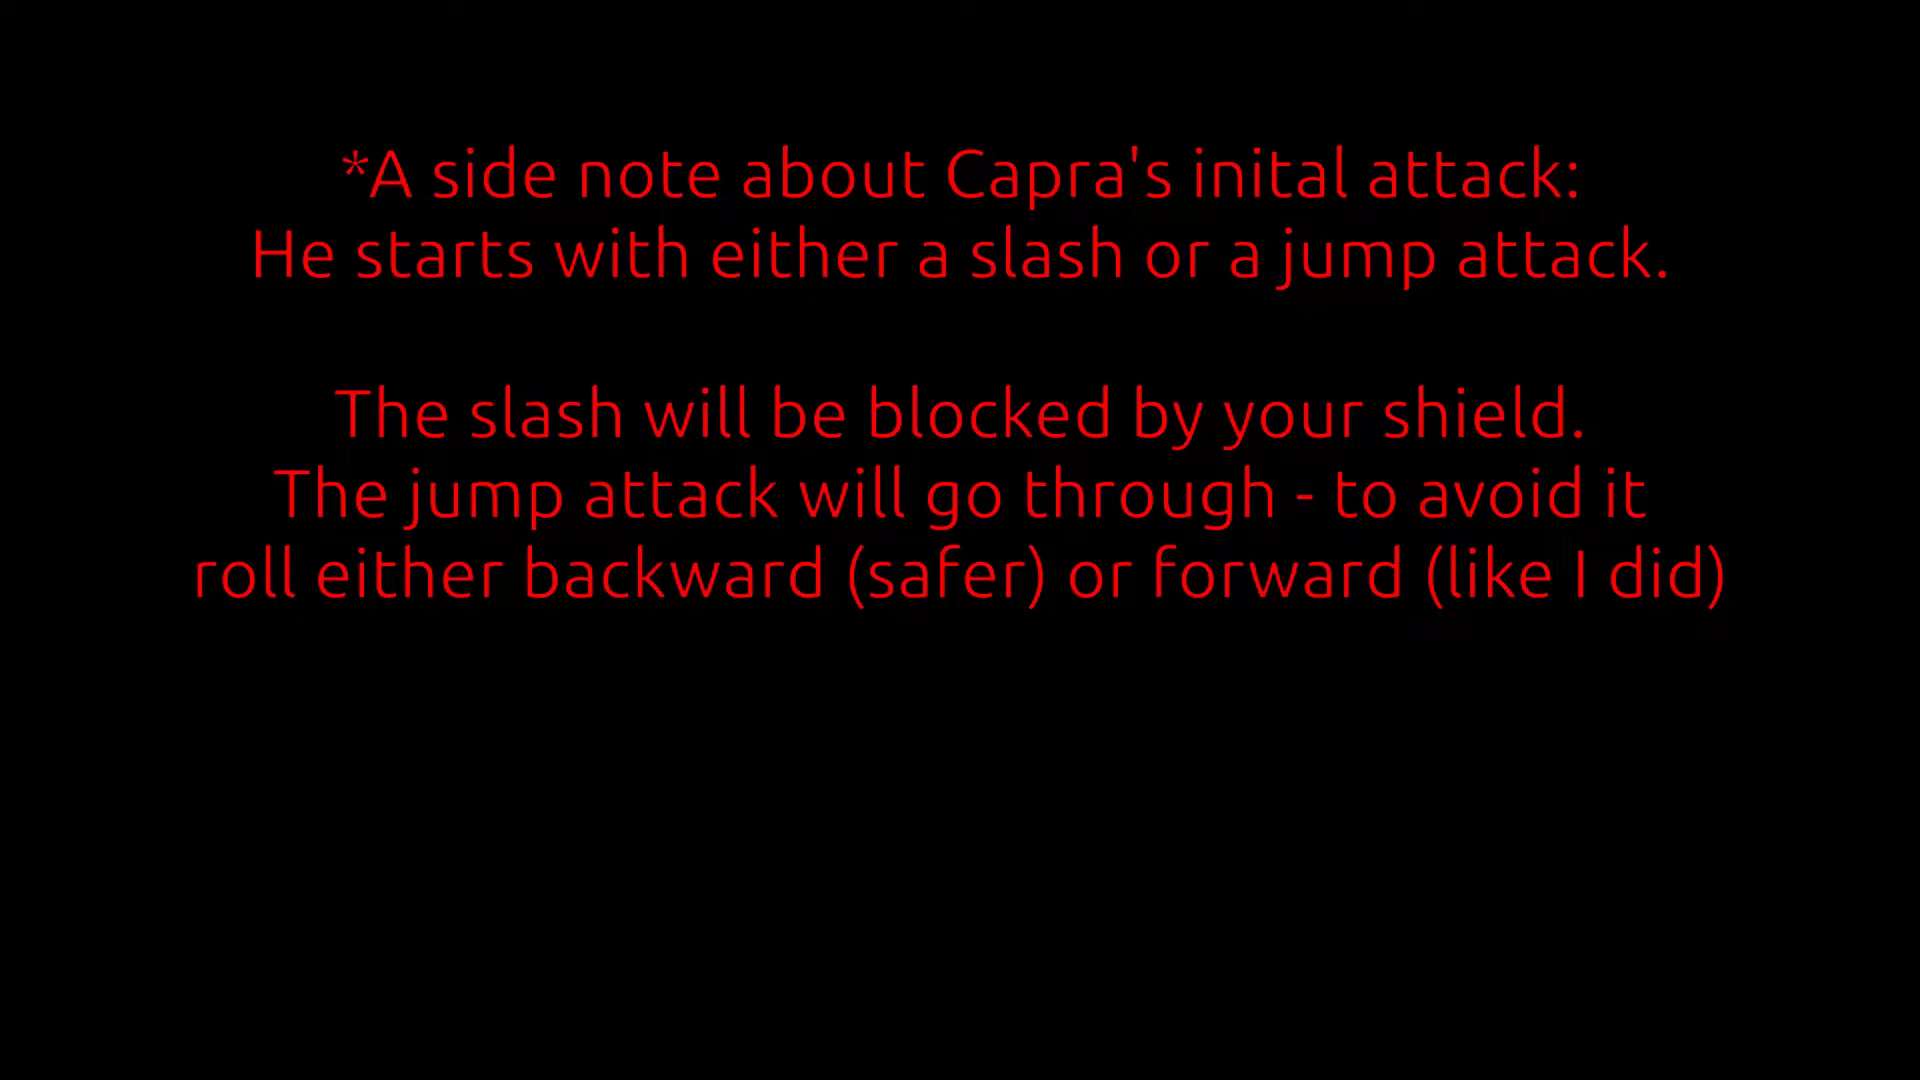 *A side note about Capra's inital attack:
He starts with either a slash or a jump attack.
The slash will be blocked by your shield.
The jump attack will go through - to avoid it
roll either backward (safer) or forward (like I did)